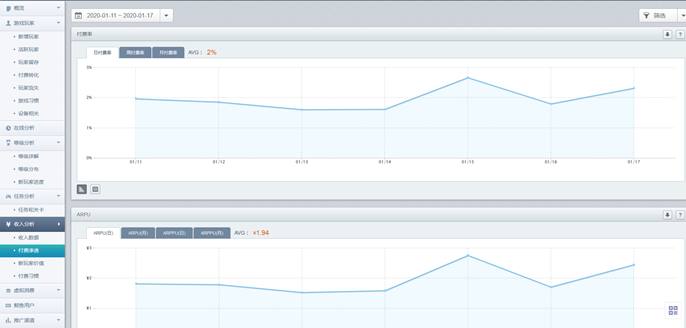 概览
游戏玩家
新增玩家
活跃玩家
玩家留存
付费转化
玩家流失
游戏习惯
设备相关
在线分析
等级分析
等级详解
等级分布
新玩家进度
任务分析
任务和关卡
收入分析
收入数据
付费渗透
新玩家价值
付费习惯
虚拟消费
鲸鱼用户
推广渠道
2020-01-11 ~ 2020-01-17
筛选
付费率
?
日付费率 周付费率 月付费率 AVG： 2%
3%
2%
1%
0%
01/11 01/12 01/13 01/14 01/15 01/16 01/17
ARPU
?
ARPU(日) ARPU(月) ARPPU(日) ARPPU(月) AVG： ¥1.94
¥3
¥2
¥1